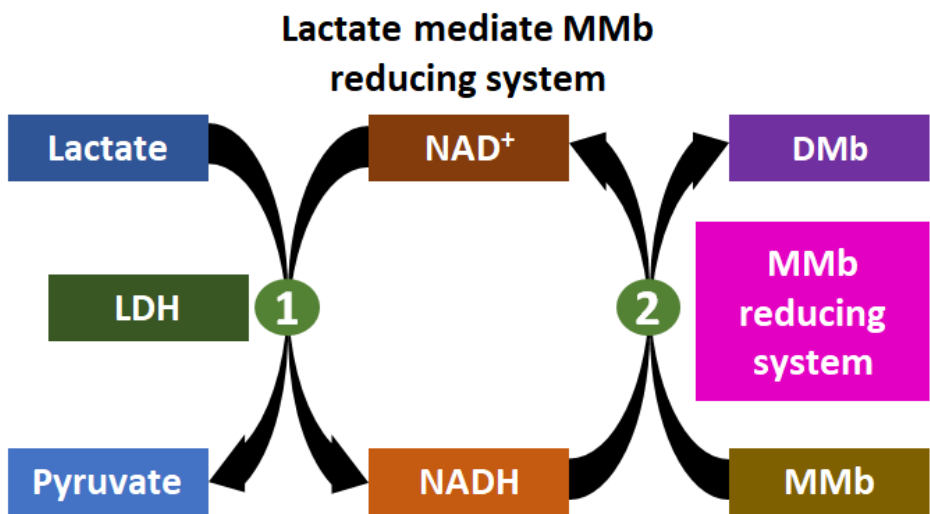 Lactate mediate MMb
reducing system
Lactate
NAD⁺
DMb
LDH
1
2
MMb
reducing
system
Pyruvate
NADH
MMb